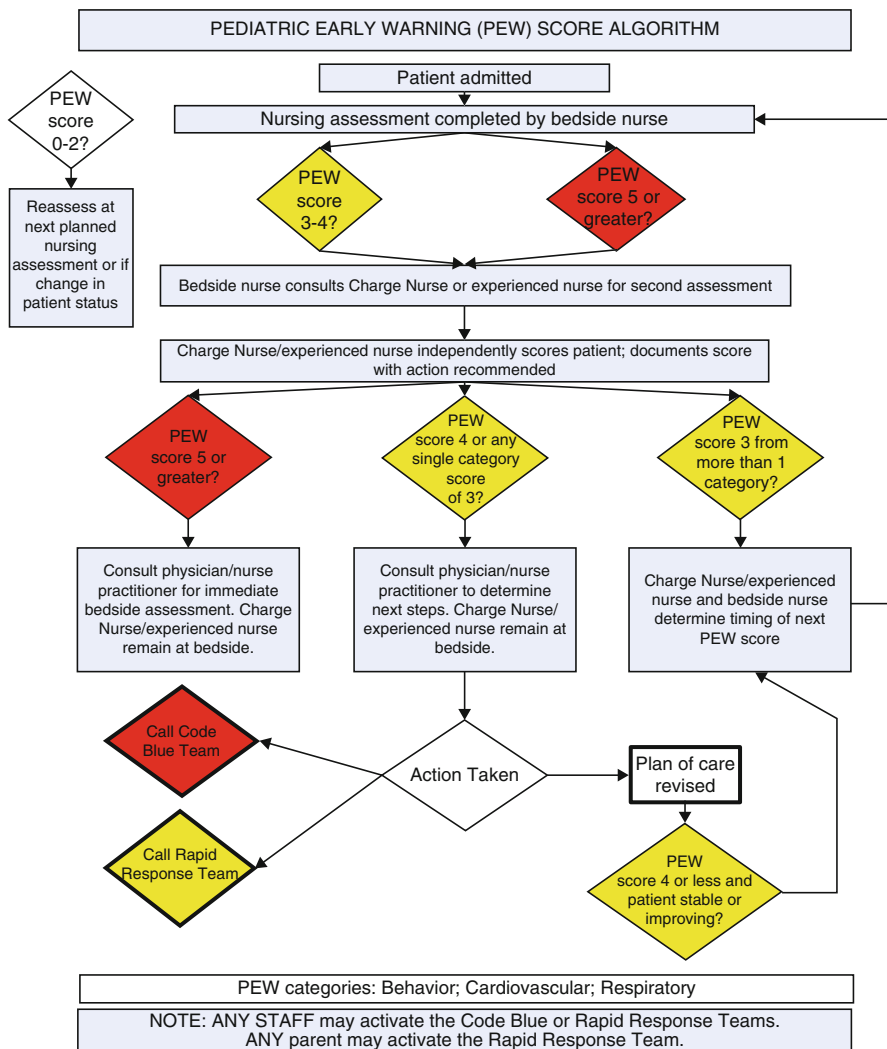 PEDIATRIC EARLY WARNING (PEW) SCORE ALGORITHM
Patient admitted
Nursing assessment completed by bedside nurse
PEW
score
0-2?
Reassess at
next planned
nursing
assessment or if
change in
patient status
PEW
score
3-4?
PEW
score 5 or
greater?
Bedside nurse consults Charge Nurse or experienced nurse for second assessment
Charge Nurse/experienced nurse independently scores patient; documents score
with action recommended
PEW
score 5 or
greater?
PEW
score 4 or any
single category
score
of 3?
PEW
score 3 from
more than 1
category?
Consult physician/nurse
practitioner for immediate
bedside assessment. Charge
Nurse/experienced nurse
remain at bedside.
Consult physician/nurse
practitioner to determine
next steps. Charge Nurse/
experienced nurse remain at
bedside.
Charge Nurse/experienced
nurse and bedside nurse
determine timing of next
PEW score
Call Code
Blue Team
Action Taken
Plan of care
revised
Call Rapid
Response Team
PEW
score 4 or less and
patient stable or
improving?
PEW categories: Behavior; Cardiovascular; Respiratory
NOTE: ANY STAFF may activate the Code Blue or Rapid Response Teams.
ANY parent may activate the Rapid Response Team.